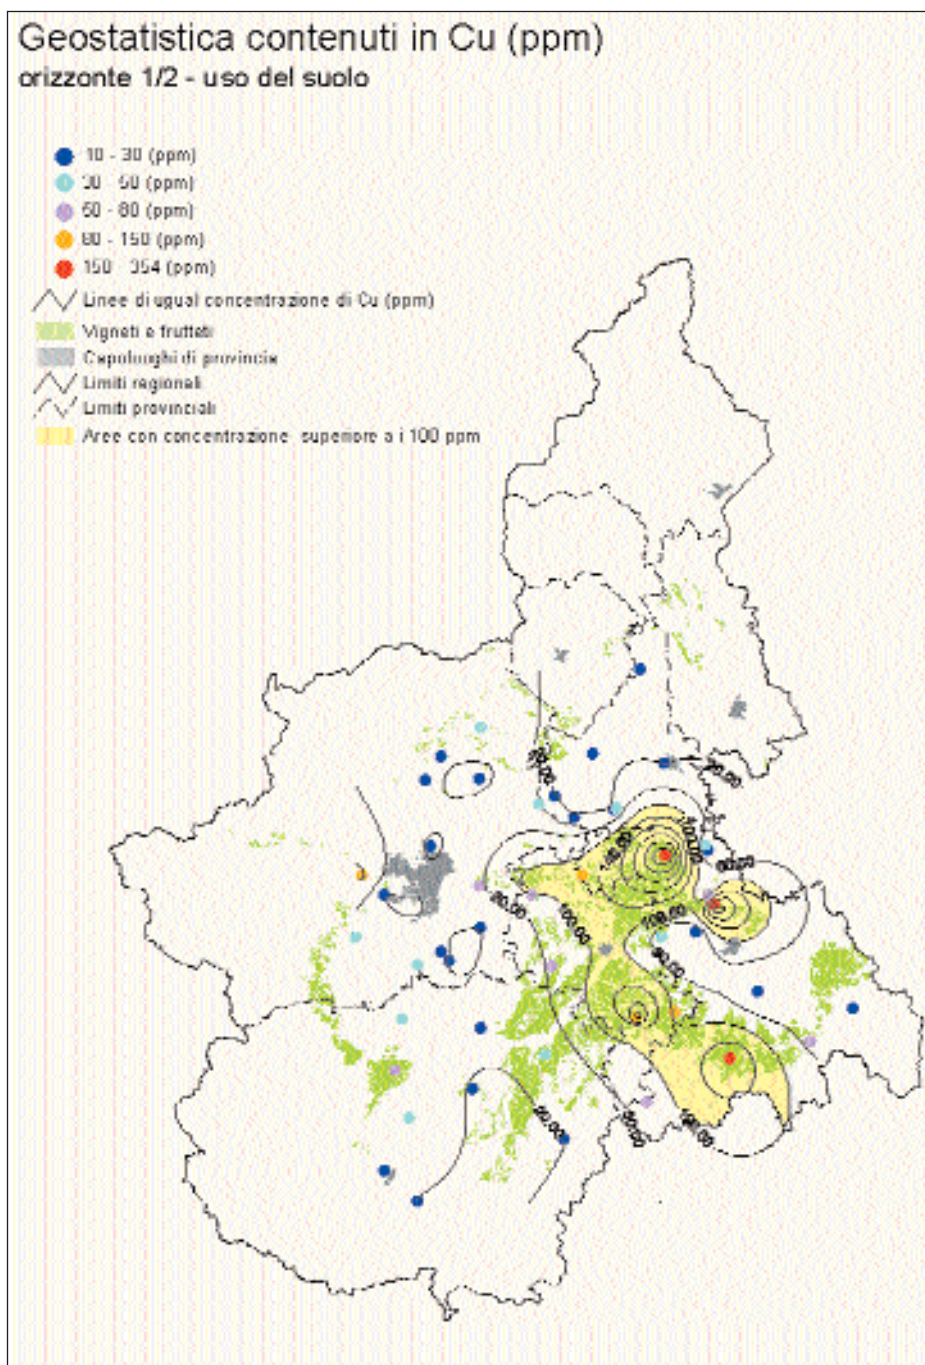 Geostatistica contenuti in Cu (ppm)
orizzonte 1/2 - uso del suolo
10 - 30 (ppm)
30 - 50 (ppm)
50 - 80 (ppm)
80 - 150 (ppm)
150 - 354 (ppm)
Linee di ugual concentrazione di Cu (ppm)
Vigneti e frutteti
Capoluoghi di provincia
Limiti regionali
Limiti provinciali
Aree con concentrazione superiore a i 100 ppm
100.00
100.00